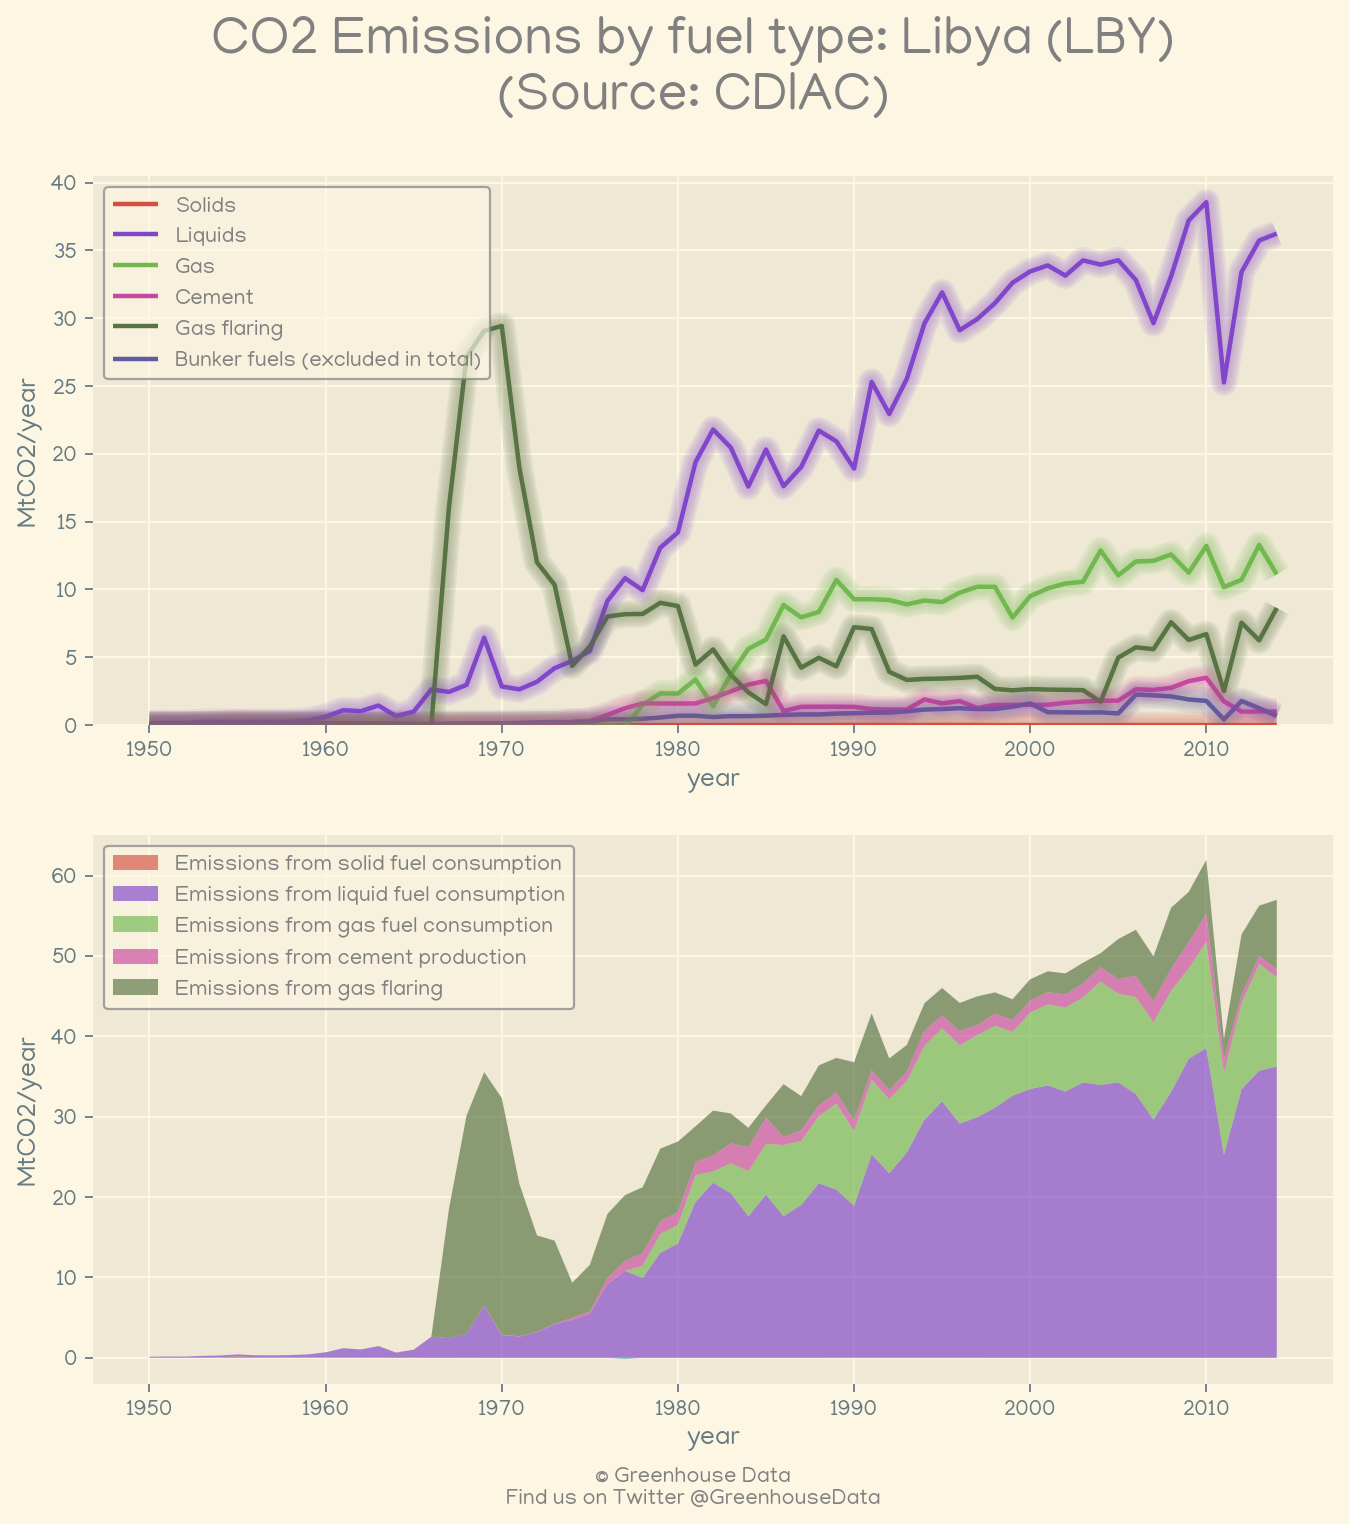 CO2 Emissions by fuel type: Libya (LBY)
(Source: CDIAC)
40
35
30
25
20
15
10
5
0
MtCO2/year
Solids
Liquids
Gas
Cement
Gas flaring
Bunker fuels (excluded in total)
1950 1960 1970 1980 1990 2000 2010
year
60
50
40
30
20
10
0
MtCO2/year
Emissions from solid fuel consumption
Emissions from liquid fuel consumption
Emissions from gas fuel consumption
Emissions from cement production
Emissions from gas flaring
1950 1960 1970 1980 1990 2000 2010
year
© Greenhouse Data
Find us on Twitter @GreenhouseData